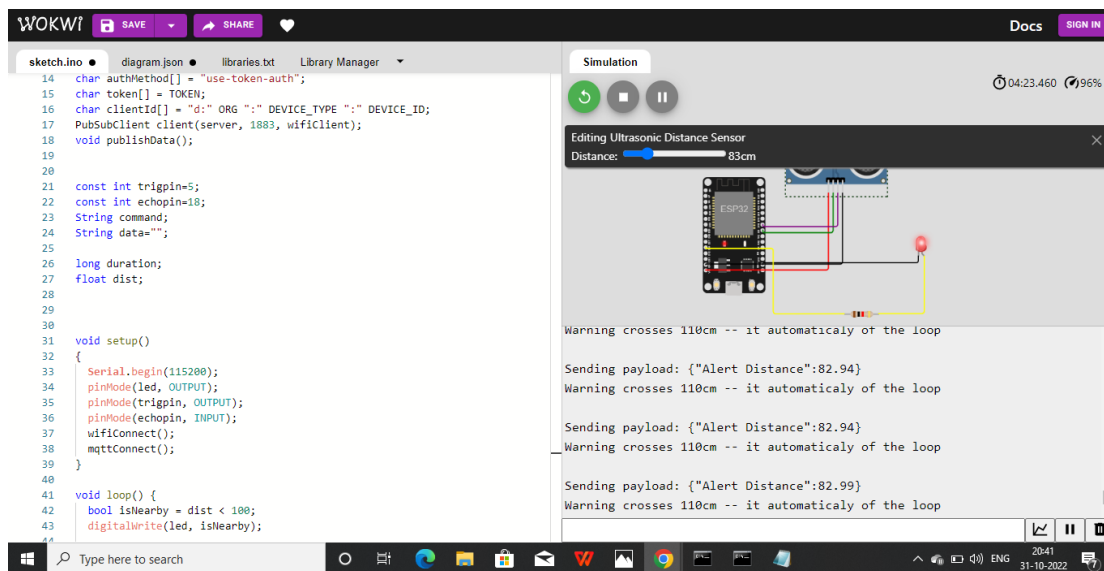 WOKWI SAVE SHARE Docs SIGN IN
sketch.ino diagram.json libraries.txt Library Manager
14 char authMethod[] = "use-token-auth";
15 char token[] = TOKEN;
16 char clientId[] = "d:" ORG ":" DEVICE_TYPE ":" DEVICE_ID;
17 PubSubClient client(server, 1883, wifiClient);
18 void publishData();
19
20
21 const int trigpin=5;
22 const int echopin=18;
23 String command;
24 String data="";
25
26 long duration;
27 float dist;
28
29
30
31 void setup()
32 {
33 Serial.begin(115200);
34 pinMode(led, OUTPUT);
35 pinMode(trigpin, OUTPUT);
36 pinMode(echopin, INPUT);
37 wifiConnect();
38 mqttConnect();
39 }
40
41 void loop() {
42 bool isNearby = dist < 100;
43 digitalWrite(led, isNearby);
44
Simulation
04:23.460 96%
Editing Ultrasonic Distance Sensor
Distance: 83cm
ESP32
Warning crosses 110cm -- it automaticaly of the loop
Sending payload: {"Alert Distance":82.94}
Warning crosses 110cm -- it automaticaly of the loop
Sending payload: {"Alert Distance":82.94}
Warning crosses 110cm -- it automaticaly of the loop
Sending payload: {"Alert Distance":82.99}
Warning crosses 110cm -- it automaticaly of the loop
Type here to search
ENG
20:41
31-10-2022
7